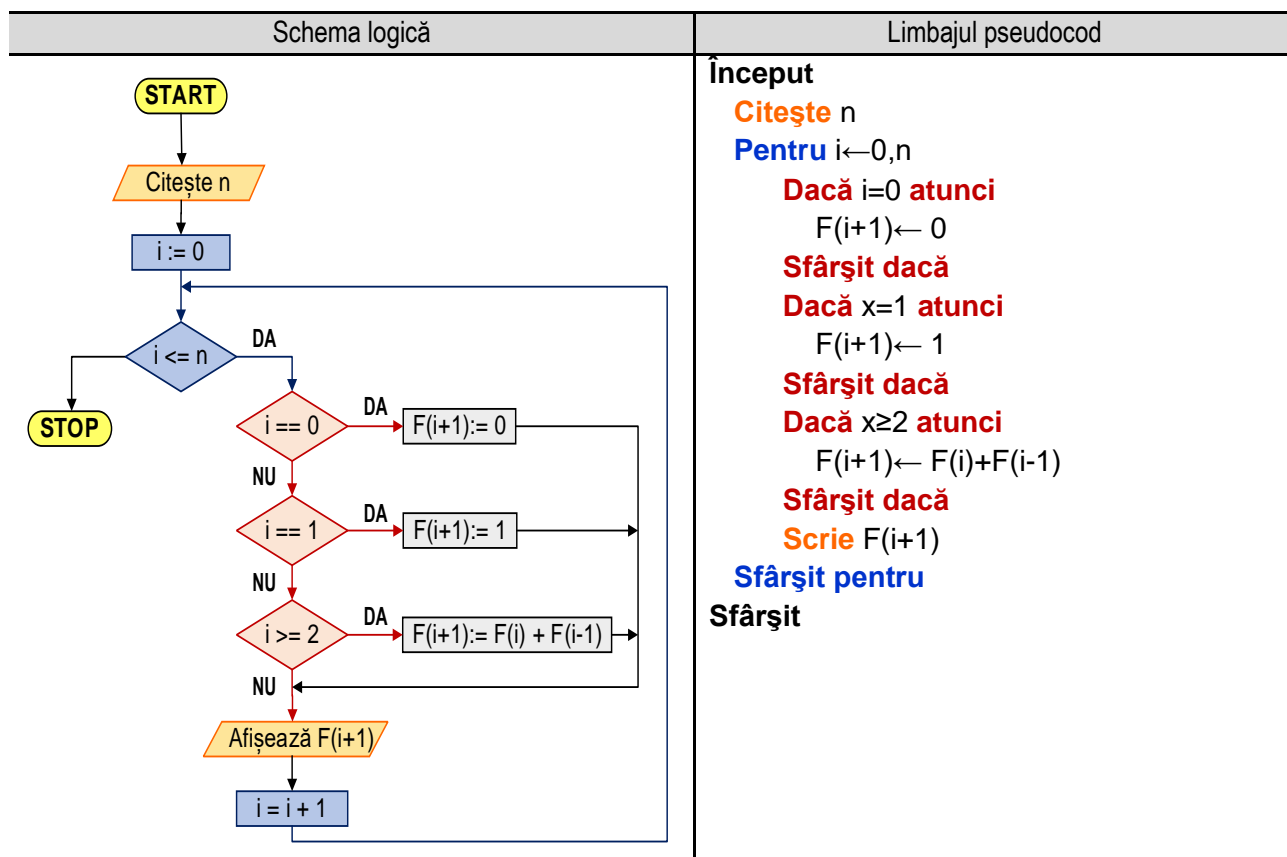 Schema logică
START
Citește n
i := 0
i <= n
DA
STOP
i == 0
DA
F(i+1):= 0
NU
i == 1
DA
F(i+1):= 1
NU
i >= 2
DA
F(i+1):= F(i) + F(i-1)
NU
Afișează F(i+1)
i = i + 1
Limbajul pseudocod
Început
Citeşte n
Pentru i←0,n
Dacă i=0 atunci
F(i+1)← 0
Sfârşit dacă
Dacă x=1 atunci
F(i+1)← 1
Sfârşit dacă
Dacă x≥2 atunci
F(i+1)← F(i)+F(i-1)
Sfârşit dacă
Scrie F(i+1)
Sfârşit pentru
Sfârşit